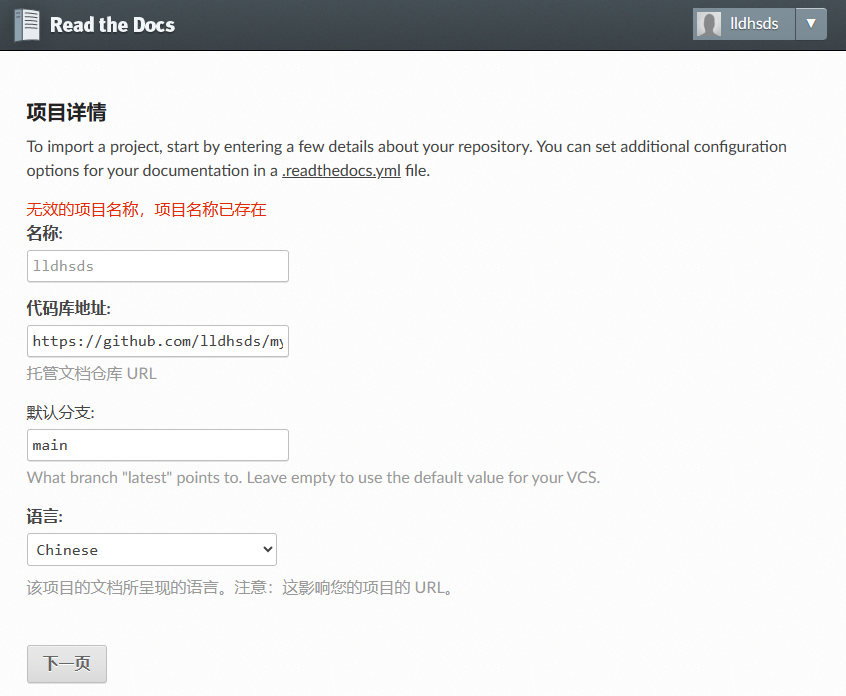 Read the Docs
lldhsds
▼
项目详情
To import a project, start by entering a few details about your repository. You can set additional configuration
options for your documentation in a .readthedocs.yml file.
无效的项目名称，项目名称已存在
名称:
lldhsds
代码库地址:
https://github.com/lldhsds/my
托管文档仓库 URL
默认分支:
main
What branch "latest" points to. Leave empty to use the default value for your VCS.
语言:
Chinese
该项目的文档所呈现的语言。注意：这影响您的项目的 URL。
下一页